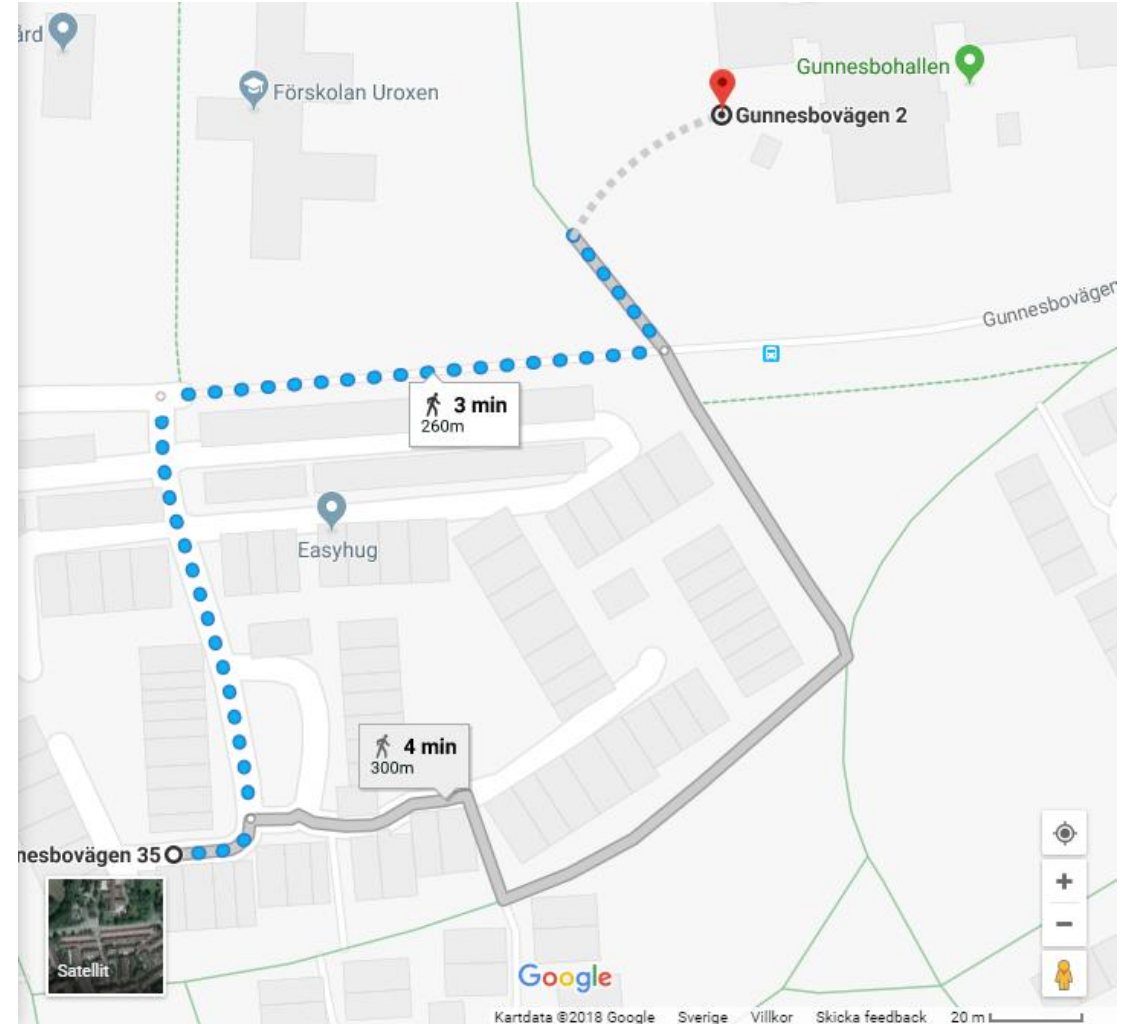 ård
Förskolan Uroxen
Gunnesbohallen
Gunnesbovägen 2
Gunnesbovägen
3 min
260m
Easyhug
4 min
300m
nesbovägen 35
Satellit
Google
Kartdata ©2018 Google Sverige Villkor Skicka feedback 20 m